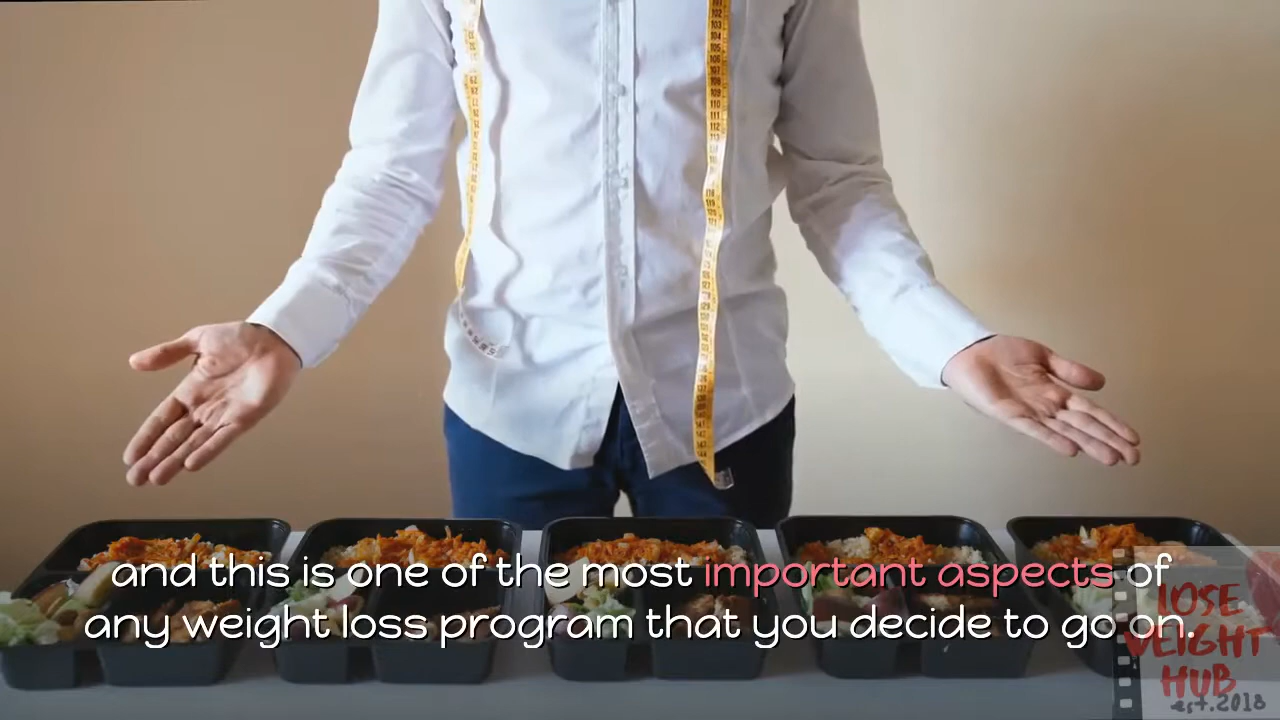 and this is one of the most important aspects of
any weight loss program that you decide to go on.
LOSE
WEIGHT
HUB
est.2018